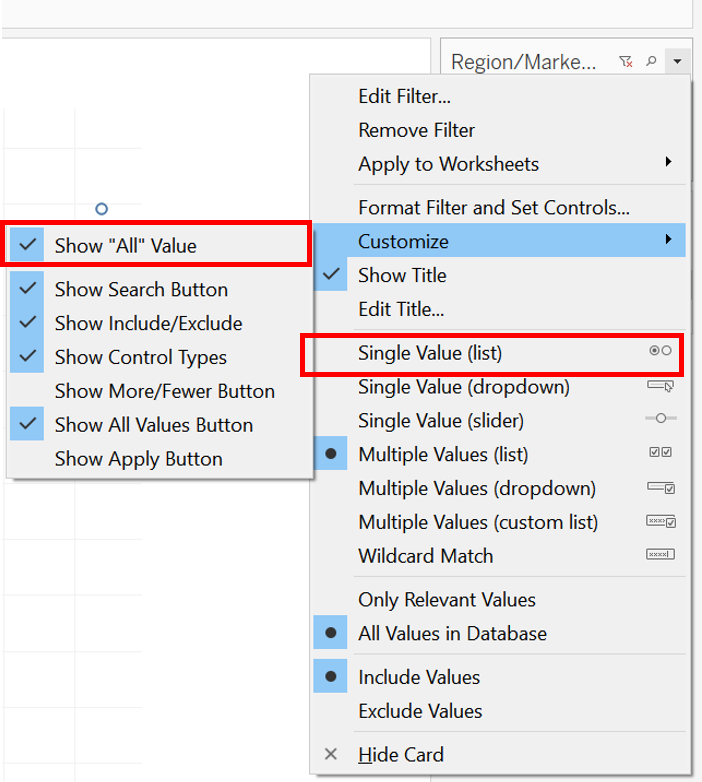 Region/Marke...
Edit Filter...
Remove Filter
Apply to Worksheets
Format Filter and Set Controls...
Customize
Show Title
Edit Title...
Single Value (list)
Single Value (dropdown)
Single Value (slider)
Multiple Values (list)
Multiple Values (dropdown)
Multiple Values (custom list)
Wildcard Match
Only Relevant Values
All Values in Database
Include Values
Exclude Values
Hide Card
Show "All" Value
Show Search Button
Show Include/Exclude
Show Control Types
Show More/Fewer Button
Show All Values Button
Show Apply Button